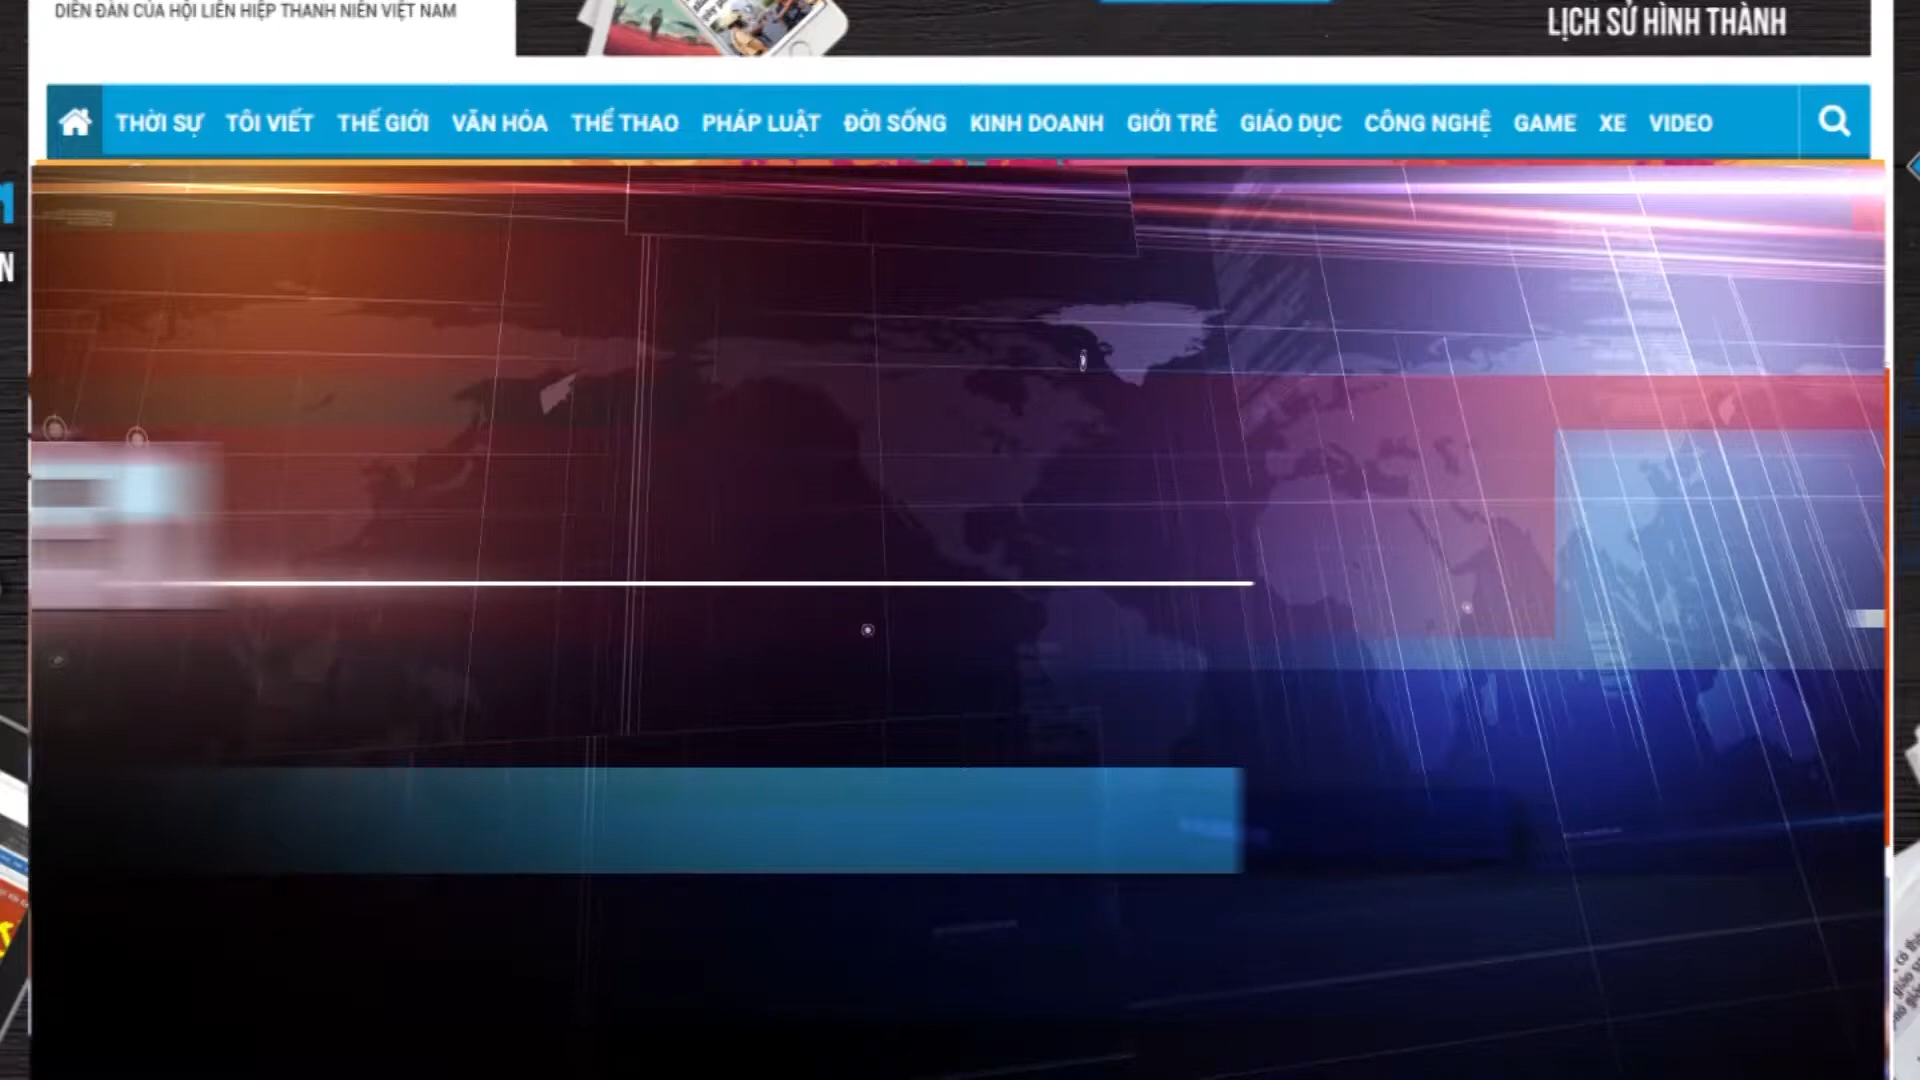 DIỄN ĐÀN CỦA HỘI LIÊN HIỆP THANH NIÊN VIỆT NAM
LỊCH SỬ HÌNH THÀNH
THỜI SỰ TÔI VIẾT THẾ GIỚI VĂN HÓA THỂ THAO PHÁP LUẬT ĐỜI SỐNG KINH DOANH GIỚI TRẺ GIÁO DỤC CÔNG NGHỆ GAME XE VIDEO